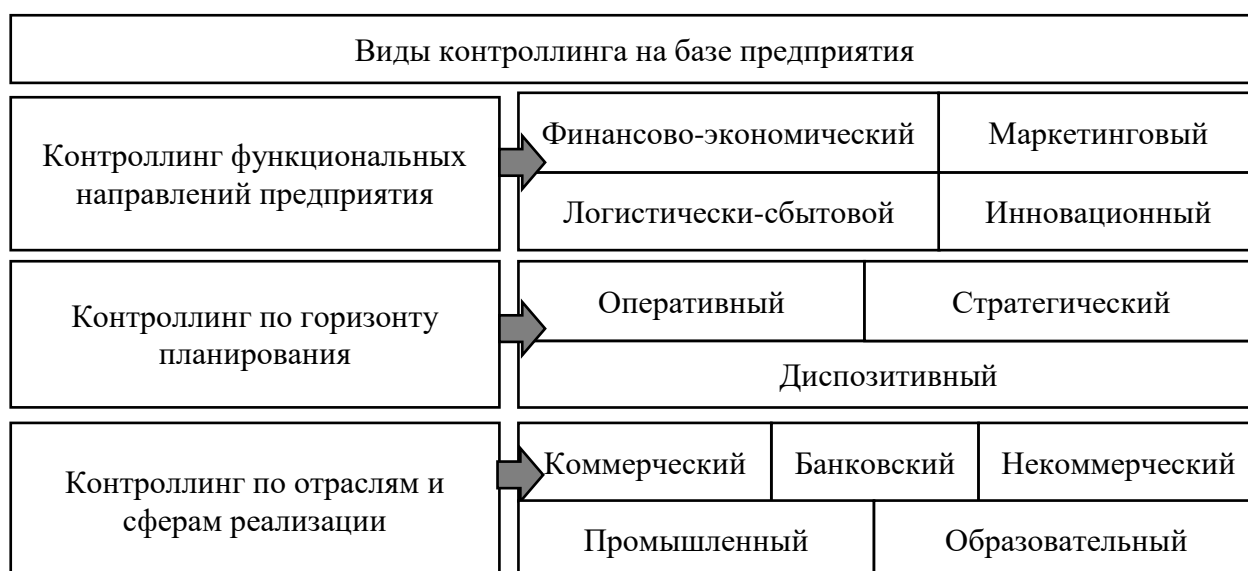 Виды контроллинга на базе предприятия
Контроллинг функциональных
направлений предприятия
Финансово-экономический
Маркетинговый
Логистически-сбытовой
Инновационный
Контроллинг по горизонту
планирования
Оперативный
Стратегический
Диспозитивный
Контроллинг по отраслям и
сферам реализации
Коммерческий
Банковский
Некоммерческий
Промышленный
Образовательный